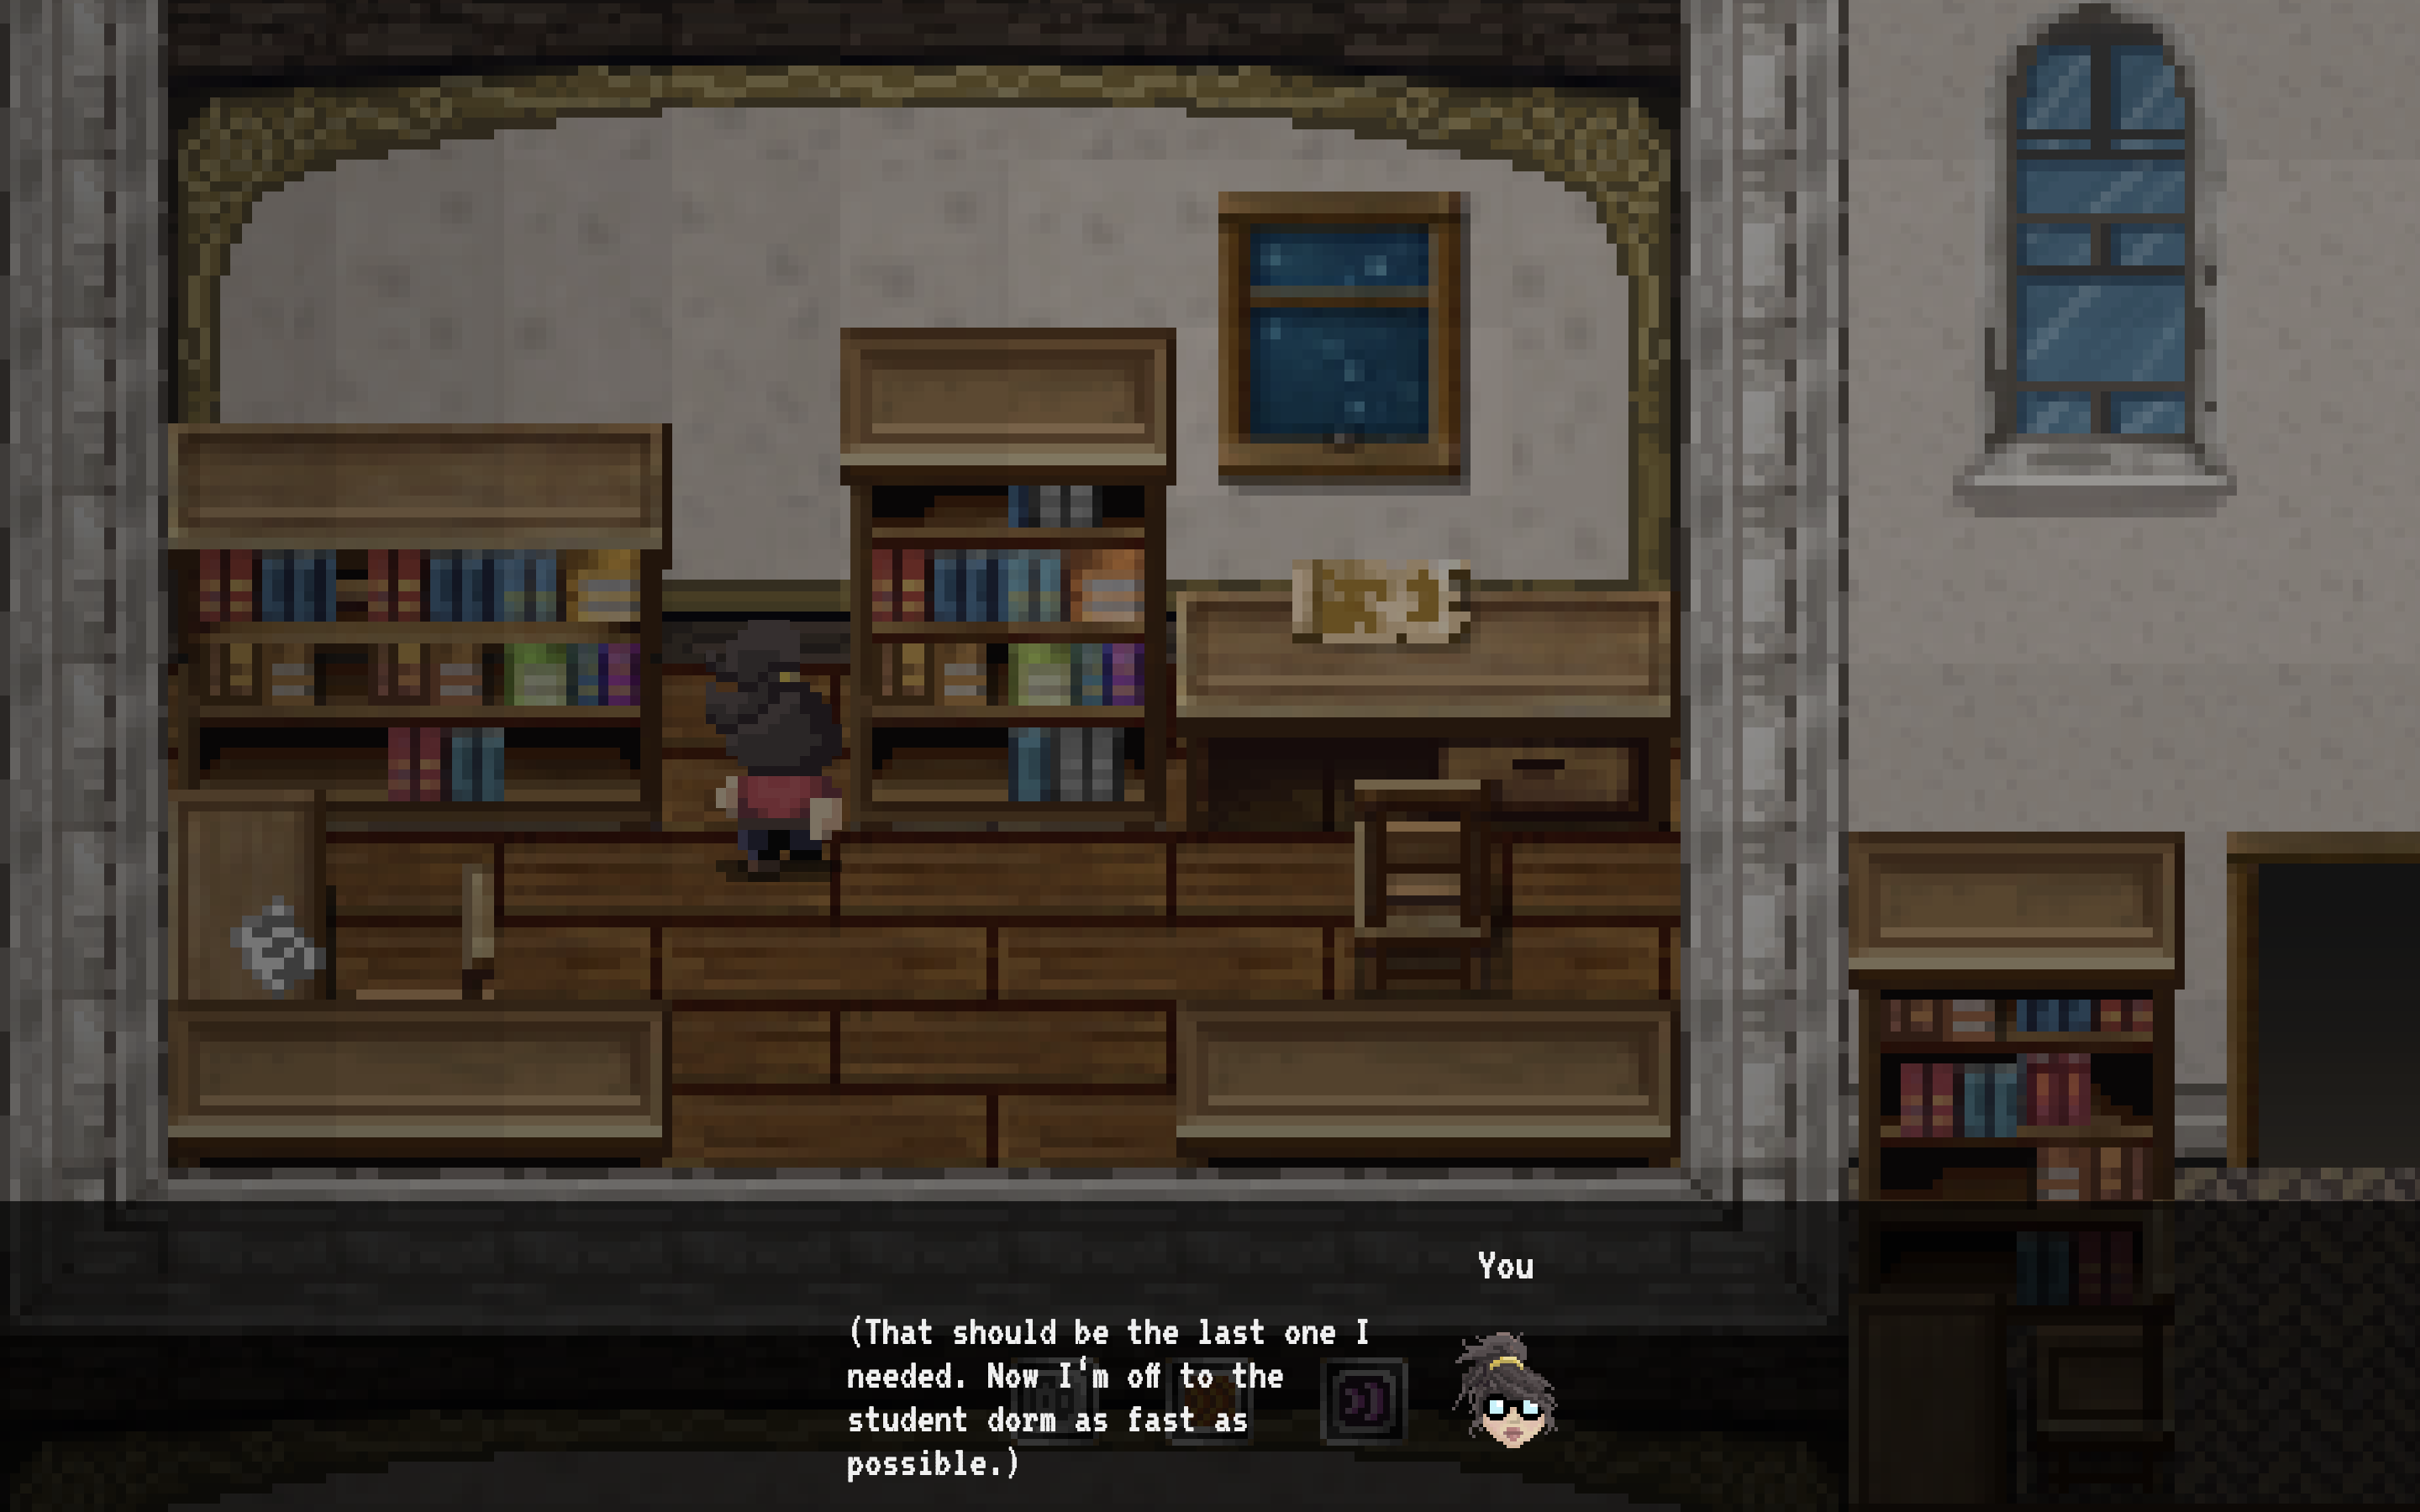 You
(That should be the last one I
needed. Now I'm off to the
student dorm as fast as
possible.)